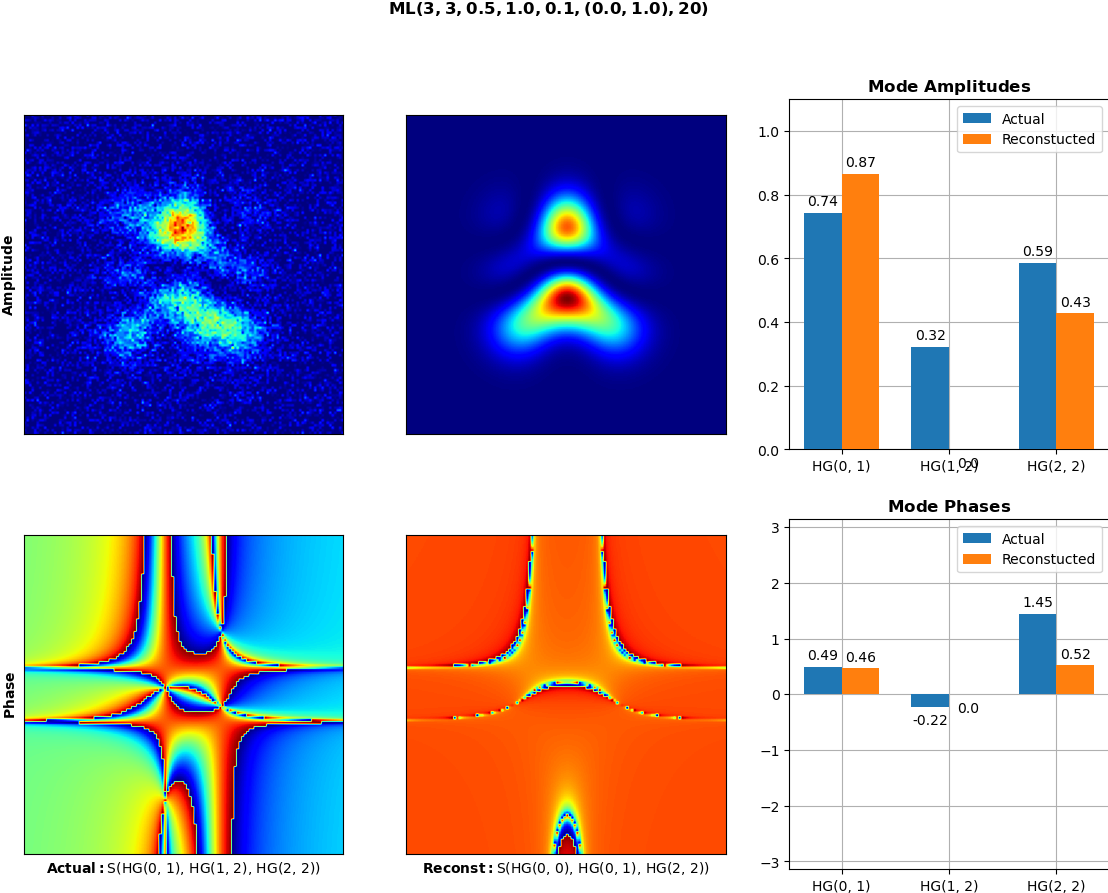 ML(3, 3, 0.5, 1.0, 0.1, (0.0, 1.0), 20)
Amplitude
Mode Amplitudes
Actual
Reconstucted
1.0
0.8
0.6
0.4
0.2
0.0
0.74
0.87
0.32
0.0
0.59
0.43
HG(0, 1)
HG(1, 2)
HG(2, 2)
Phase
Actual: S(HG(0, 1), HG(1, 2), HG(2, 2))
Reconst: S(HG(0, 0), HG(0, 1), HG(2, 2))
Mode Phases
Actual
Reconstucted
3
2
1
0
−1
−2
−3
0.49
0.46
-0.22
0.0
1.45
0.52
HG(0, 1)
HG(1, 2)
HG(2, 2)